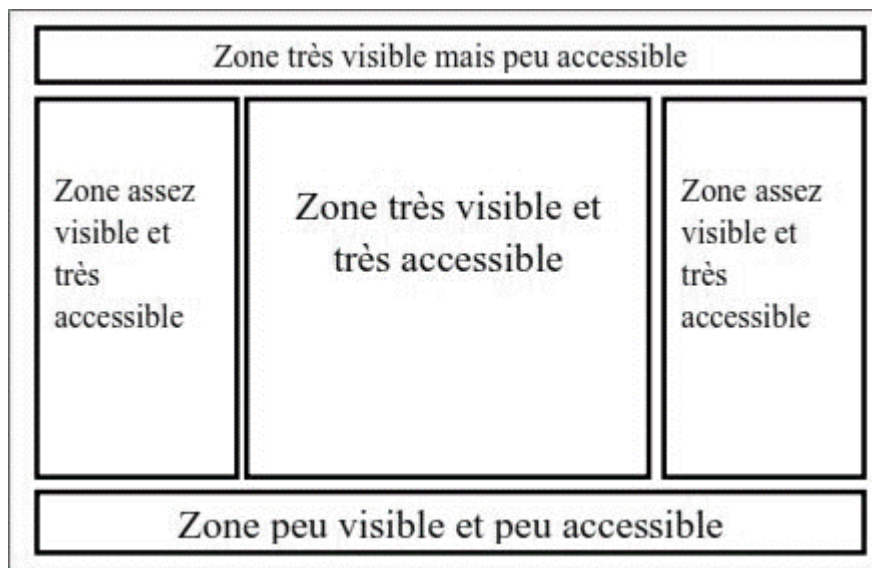 Zone très visible mais peu accessible
Zone assez
visible et
très
accessible
Zone très visible et
très accessible
Zone assez
visible et
très
accessible
Zone peu visible et peu accessible